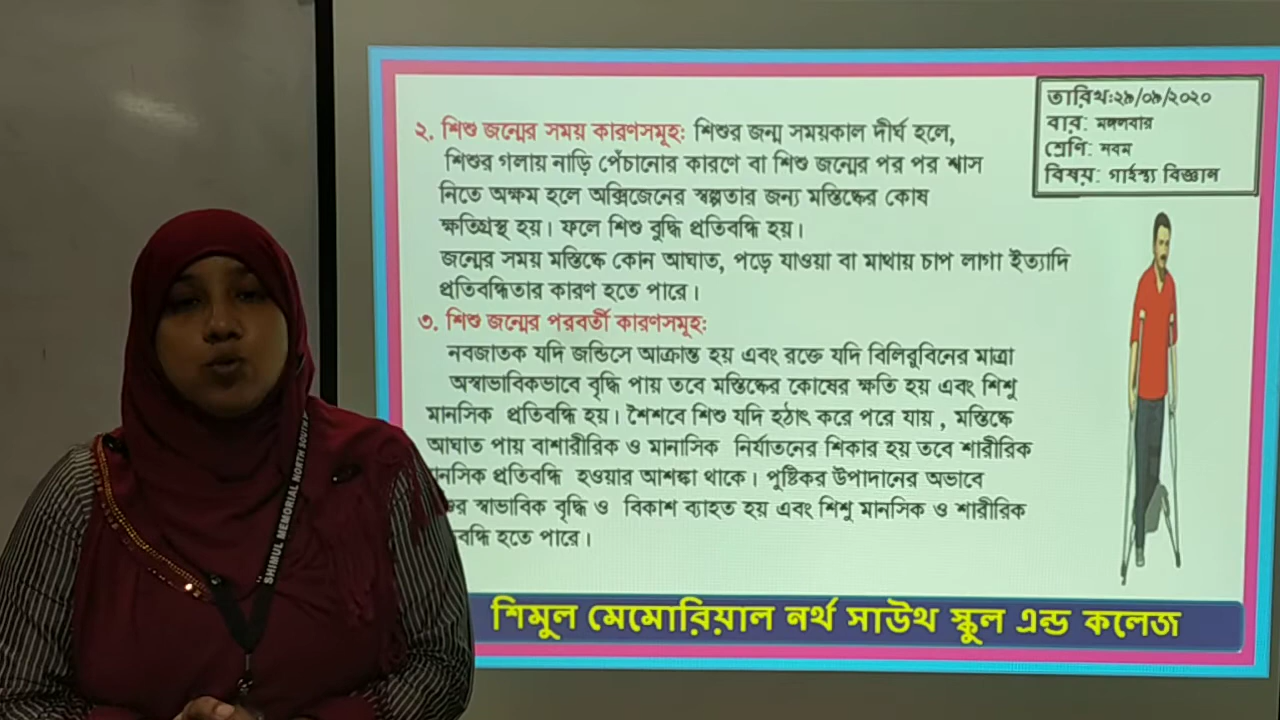 তারিখ:২৯/০৯/২০২০
বার: মঙ্গলবার
শ্রেণি: নবম
বিষয়: গার্হস্থ্য বিজ্ঞান
২. শিশু জন্মের সময় কারণসমূহ: শিশুর জন্ম সময়কাল দীর্ঘ হলে,
শিশুর গলায় নাড়ি পেঁচানোর কারণে বা শিশু জন্মের পর পর শ্বাস
নিতে অক্ষম হলে অক্সিজেনের স্বল্পতার জন্য মস্তিষ্কের কোষ
ক্ষতিগ্রস্থ হয়। ফলে শিশু বুদ্ধি প্রতিবন্ধি হয়।
জন্মের সময় মস্তিষ্কে কোন আঘাত, পড়ে যাওয়া বা মাথায় চাপ লাগা ইত্যাদি
প্রতিবন্ধিতার কারণ হতে পারে।
৩. শিশু জন্মের পরবর্তী কারণসমূহ:
নবজাতক যদি জন্ডিসে আক্রান্ত হয় এবং রক্তে যদি বিলিরুবিনের মাত্রা
অস্বাভাবিকভাবে বৃদ্ধি পায় তবে মস্তিষ্কের কোষের ক্ষতি হয় এবং শিশু
মানসিক প্রতিবন্ধি হয়। শৈশবে শিশু যদি হঠাৎ করে পরে যায় , মস্তিষ্কে
আঘাত পায় বাশারীরিক ও মানাসিক নির্যাতনের শিকার হয় তবে শারীরিক
নসিক প্রতিবন্ধি হওয়ার আশঙ্কা থাকে। পুষ্টিকর উপাদানের অভাবে
র স্বাভাবিক বৃদ্ধি ও বিকাশ ব্যাহত হয় এবং শিশু মানসিক ও শারীরিক
বন্ধি হতে পারে।
শিমুল মেমোরিয়াল নর্থ সাউথ স্কুল এন্ড কলেজ
SHIMUL MEMORIAL NORTH SOUTH